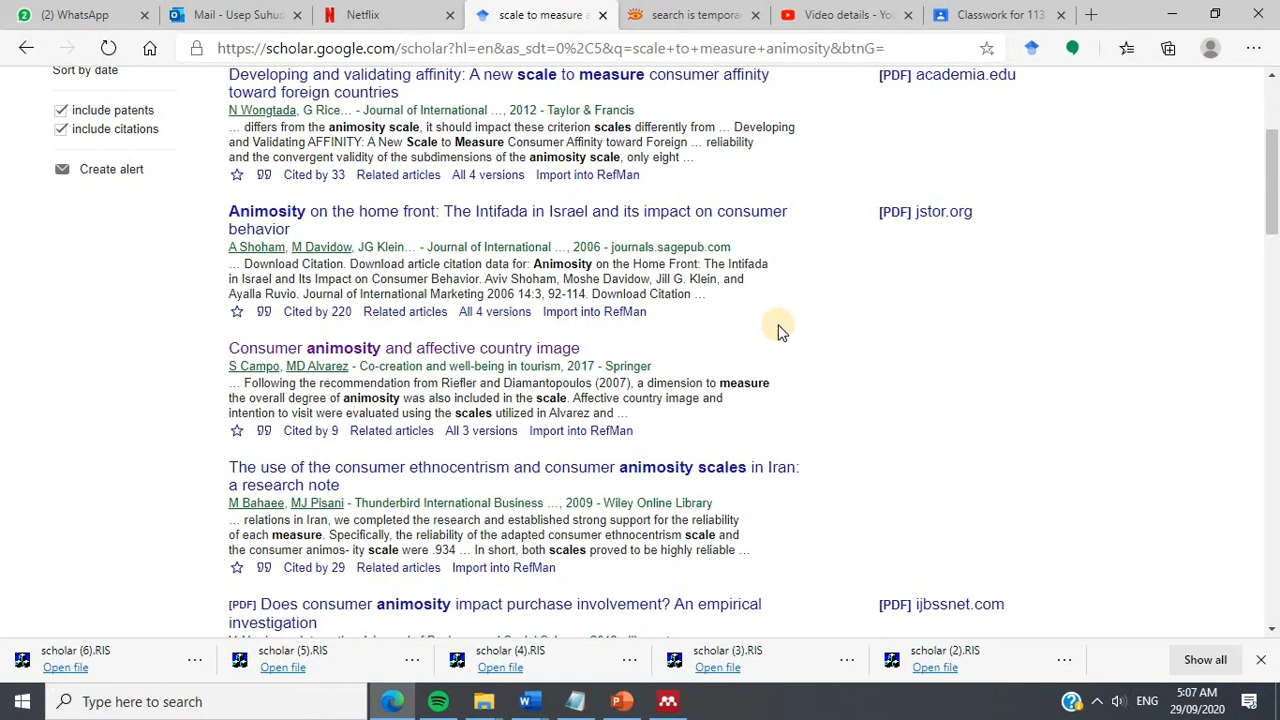 (2) WhatsApp
Mail - Usep Suhud
Netflix
scale to measure a
search is tempora
Video details - Yo
Classwork for 113
https://scholar.google.com/scholar?hl=en&as_sdt=0%2C5&q=scale+to+measure+animosity&btnG=
Sort by date
include patents
include citations
Create alert
Developing and validating affinity: A new scale to measure consumer affinity
toward foreign countries
[PDF] academia.edu
N Wongtada, G Rice… - Journal of International …, 2012 - Taylor & Francis
… differs from the animosity scale, it should impact these criterion scales differently from … Developing
and Validating AFFINITY: A New Scale to Measure Consumer Affinity toward Foreign … reliability
and the convergent validity of the subdimensions of the animosity scale, only eight …
Cited by 33 Related articles All 4 versions Import into RefMan
Animosity on the home front: The Intifada in Israel and its impact on consumer
behavior
[PDF] jstor.org
A Shoham, M Davidow, JG Klein… - Journal of International …, 2006 - journals.sagepub.com
… Download Citation. Download article citation data for: Animosity on the Home Front: The Intifada
in Israel and Its Impact on Consumer Behavior. Aviv Shoham, Moshe Davidow, Jill G. Klein, and
Ayalla Ruvio. Journal of International Marketing 2006 14:3, 92-114. Download Citation …
Cited by 220 Related articles All 4 versions Import into RefMan
Consumer animosity and affective country image
S Campo, MD Alvarez - Co-creation and well-being in tourism, 2017 - Springer
… Following the recommendation from Riefler and Diamantopoulos (2007), a dimension to measure
the overall degree of animosity was also included in the scale. Affective country image and
intention to visit were evaluated using the scales utilized in Alvarez and …
Cited by 9 Related articles All 3 versions Import into RefMan
The use of the consumer ethnocentrism and consumer animosity scales in Iran:
a research note
M Bahaee, MJ Pisani - Thunderbird International Business …, 2009 - Wiley Online Library
… relations in Iran, we completed the research and established strong support for the reliability
of each measure. Specifically, the reliability of the adapted consumer ethnocentrism scale and
the consumer animos- ity scale were .934 … In short, both scales proved to be highly reliable …
Cited by 29 Related articles Import into RefMan
[PDF] Does consumer animosity impact purchase involvement? An empirical
investigation
[PDF] ijbssnet.com
scholar (6).RIS
Open file
scholar (5).RIS
Open file
scholar (4).RIS
Open file
scholar (3).RIS
Open file
scholar (2).RIS
Open file
Show all
Type here to search
ENG
5:07 AM
29/09/2020